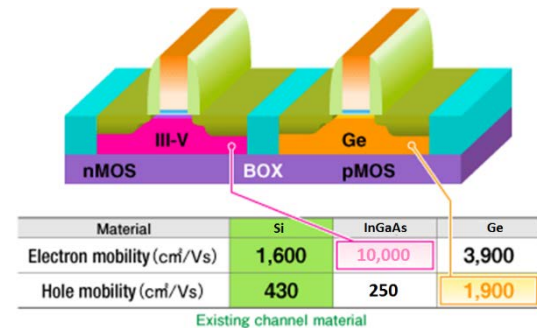 III-V
Ge
nMOS
BOX
pMOS
Material Si InGaAs Ge
Electron mobility (c㎡/Vs) 1,600 10,000 3,900
Hole mobility (c㎡/Vs) 430 250 1,900
Existing channel material